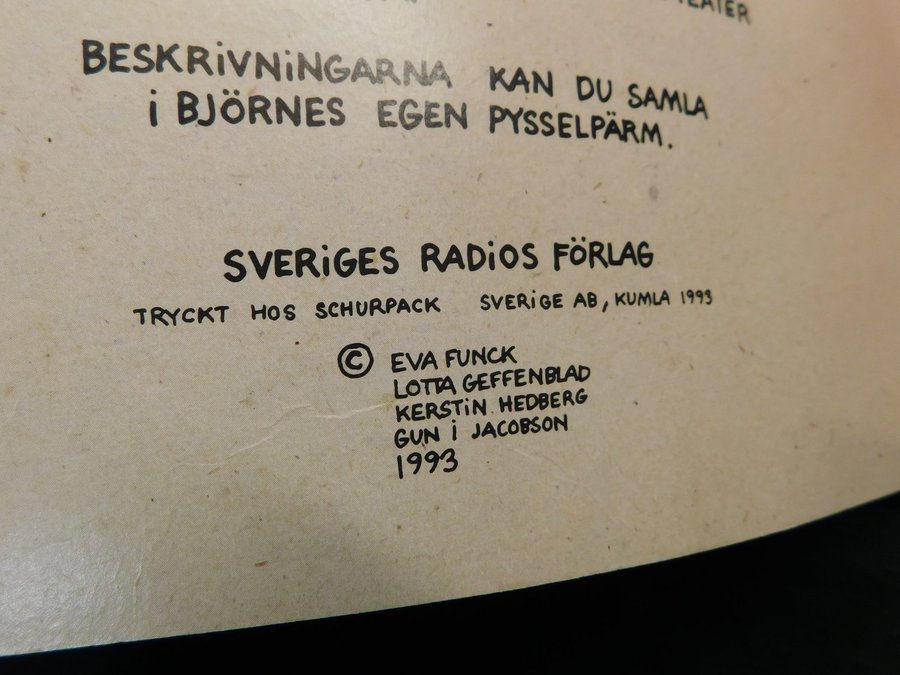 BESKRiVNiNGARNA KAN DU SAMLA
i BJÖRNES EGEN PYSSELPÄRM.
SVERiGES RADiOS FÖRLAG
TRYCKT HOS SCHURPACK SVERiGE AB, KUMLA 1993
© EVA FUNCK
LOTTA GEFFENBLAD
KERSTiN HEDBERG
GUN i JACOBSON
1993